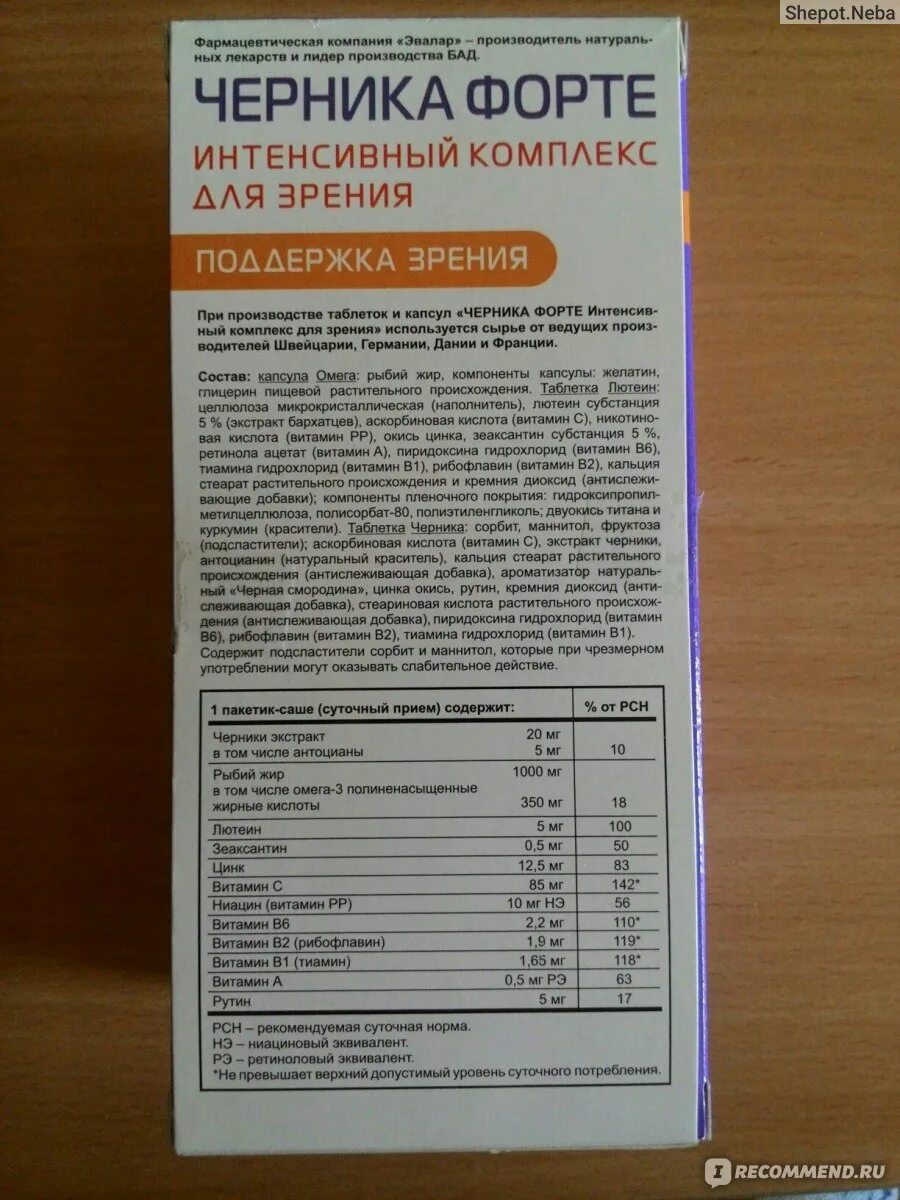 Shepot.Neba
Фармацевтическая компания «Эвалар» – производитель натураль-
ных лекарств и лидер производства БАД.
ЧЕРНИКА ФОРТЕ
ИНТЕНСИВНЫЙ КОМПЛЕКС
ДЛЯ ЗРЕНИЯ
ПОДДЕРЖКА ЗРЕНИЯ
При производстве таблеток и капсул «ЧЕРНИКА ФОРТЕ Интенсив-
ный комплекс для зрения» используется сырье от ведущих произ-
водителей Швейцарии, Германии, Дании и Франции.
Состав: капсула Омега: рыбий жир, компоненты капсулы: желатин,
глицерин пищевой растительного происхождения. Таблетка Лютеин:
целлюлоза микрокристаллическая (наполнитель), лютеин субстанция
5 % (экстракт бархатцев), аскорбиновая кислота (витамин С), никотино-
вая кислота (витамин РР), окись цинка, зеаксантин субстанция 5 %,
ретинола ацетат (витамин А), пиридоксина гидрохлорид (витамин В6),
тиамина гидрохлорид (витамин В1), рибофлавин (витамин В2), кальция
стеарат растительного происхождения и кремния диоксид (антислежи-
вающие добавки); компоненты пленочного покрытия: гидроксипропил-
метилцеллюлоза, полисорбат-80, полиэтиленгликоль; двуокись титана и
куркумин (красители). Таблетка Черника: сорбит, маннитол, фруктоза
(подсластители); аскорбиновая кислота (витамин С), экстракт черники,
антоцианин (натуральный краситель), кальция стеарат растительного
происхождения (антислеживающая добавка), ароматизатор натураль-
ный «Черная смородина», цинка окись, рутин, кремния диоксид (анти-
слеживающая добавка), стеариновая кислота растительного происхож-
дения (антислеживающая добавка), пиридоксина гидрохлорид (витамин
В6), рибофлавин (витамин В2), тиамина гидрохлорид (витамин В1).
Содержит подсластители сорбит и маннитол, которые при чрезмерном
употреблении могут оказывать слабительное действие.
1 пакетик-саше (суточный прием) содержит: % от РСН
Черники экстракт 20 мг
в том числе антоцианы 5 мг 10
Рыбий жир 1000 мг
в том числе омега-3 полиненасыщенные
жирные кислоты 350 мг 18
Лютеин 5 мг 100
Зеаксантин 0,5 мг 50
Цинк 12,5 мг 83
Витамин С 85 мг 142*
Ниацин (витамин РР) 10 мг НЭ 56
Витамин В6 2,2 мг 110*
Витамин В2 (рибофлавин) 1,9 мг 119*
Витамин В1 (тиамин) 1,65 мг 118*
Витамин А 0,5 мг РЭ 63
Рутин 5 мг 17
РСН – рекомендуемая суточная норма.
НЭ – ниациновый эквивалент.
РЭ – ретиноловый эквивалент.
*Не превышает верхний допустимый уровень суточного потребления.
I RECOMMEND.RU